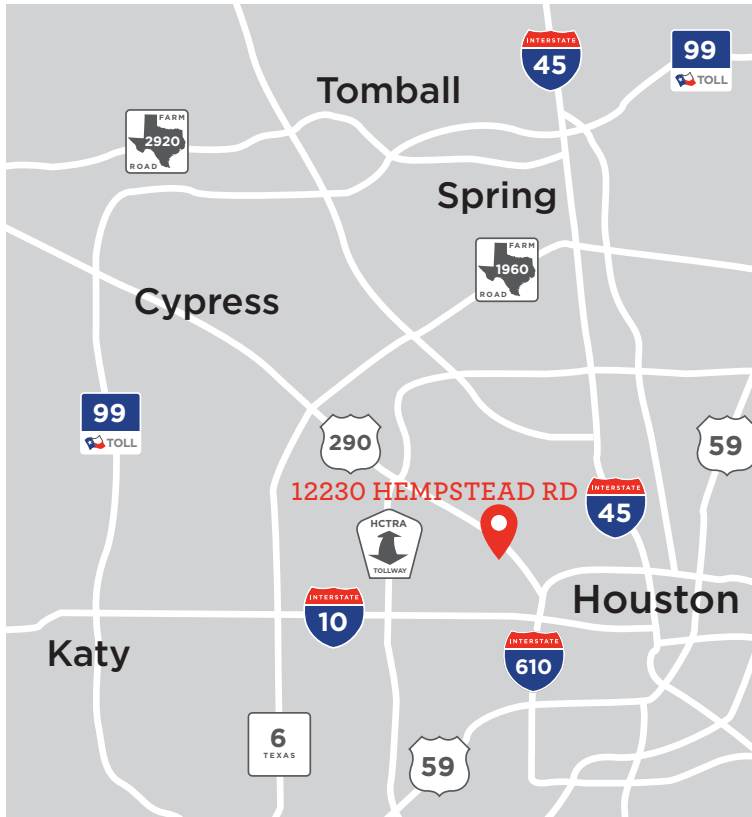 INTERSTATE
45
99
TOLL
Tomball
FARM
2920
ROAD
Spring
FARM
1960
ROAD
Cypress
99
TOLL
290
59
12230 HEMPSTEAD RD
INTERSTATE
45
HCTRA
TOLLWAY
INTERSTATE
10
Houston
Katy
INTERSTATE
610
6
TEXAS
59